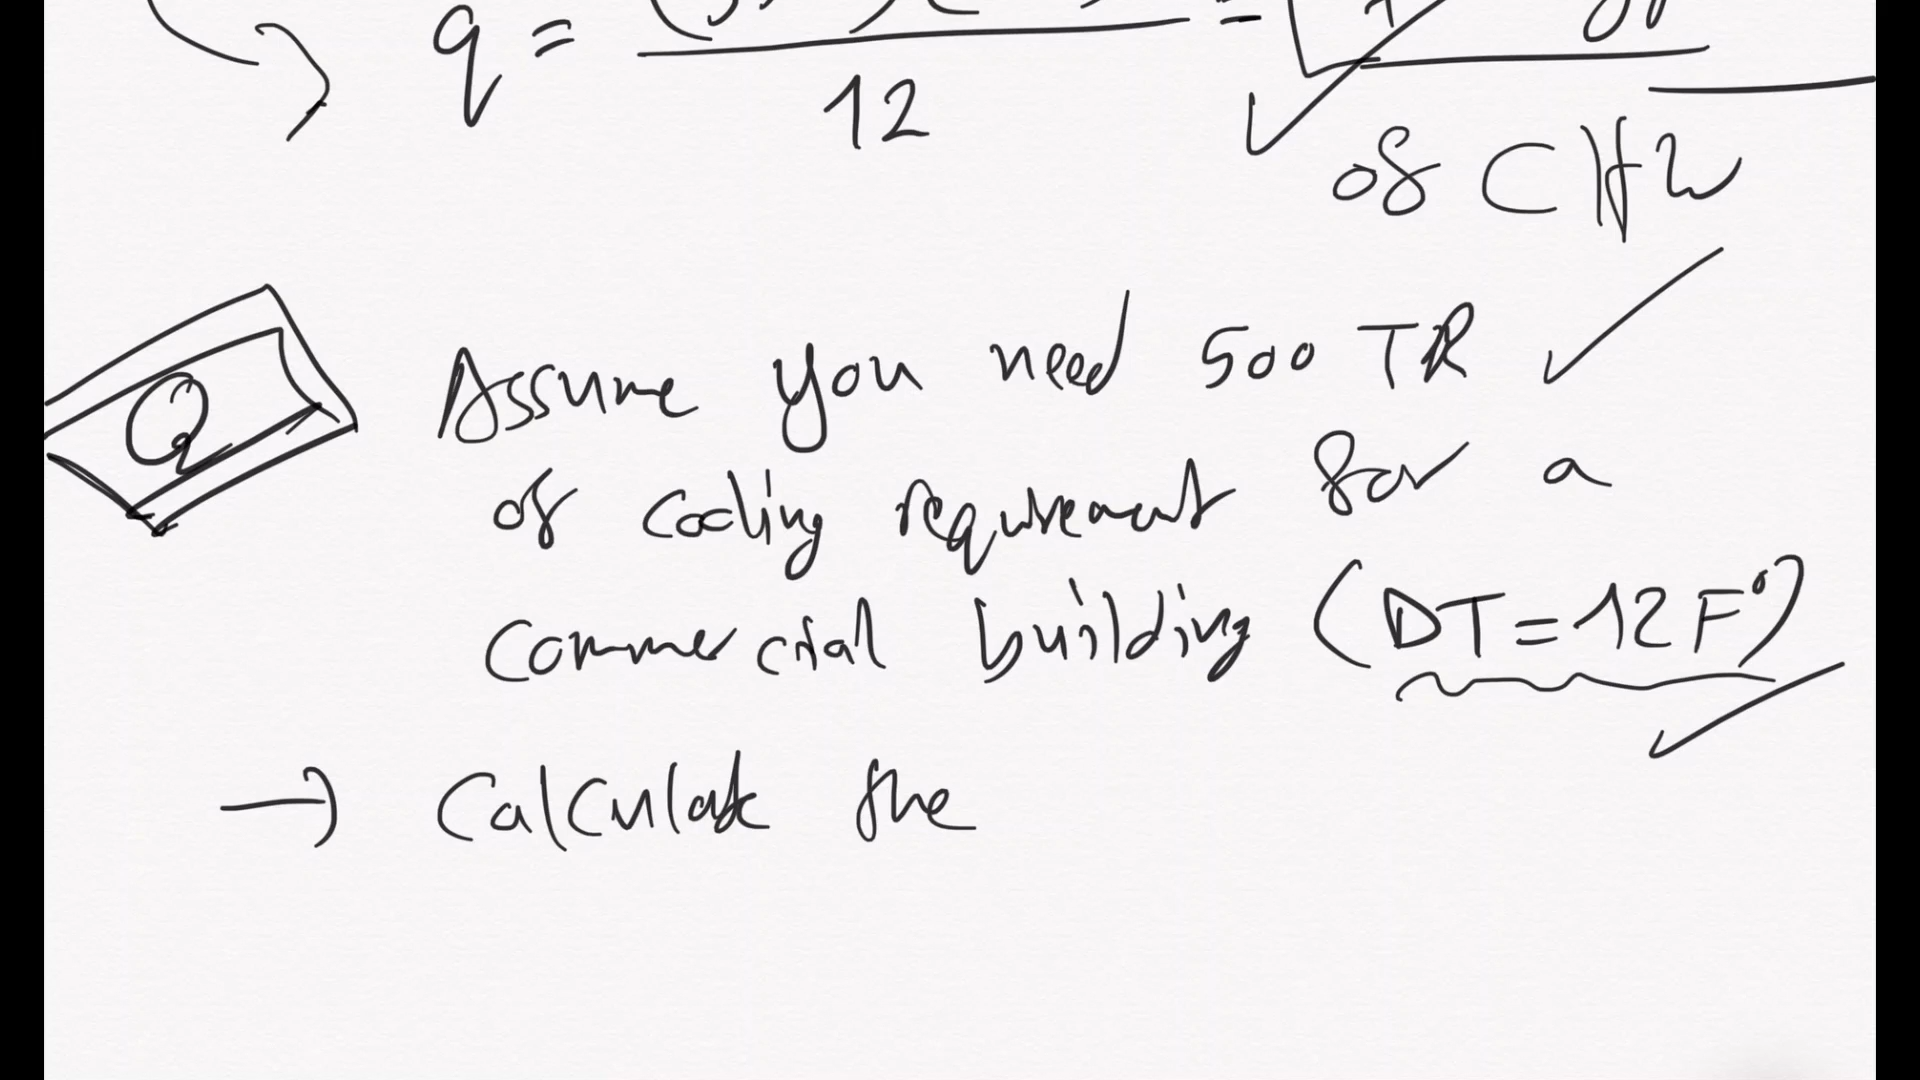 q = =
12
of CHW
Q Assume you need 500 TR
of cooling requirement for a
commercial building (DT=12F°)
→ Calculate the